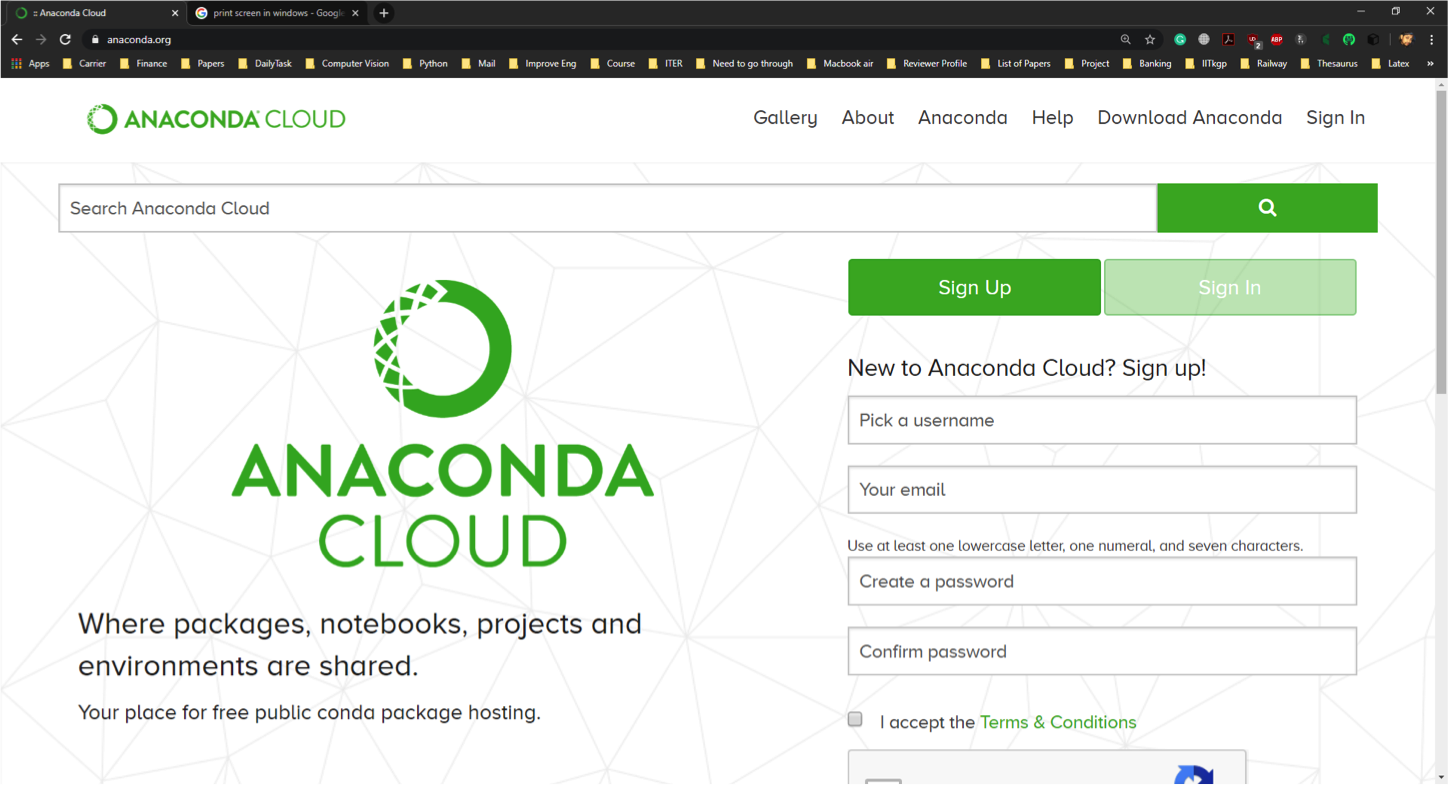 :: Anaconda Cloud
print screen in windows - Google
anaconda.org
Apps Carrier Finance Papers DailyTask Computer Vision Python Mail Improve Eng Course ITER Need to go through Macbook air Reviewer Profile List of Papers Project Banking IITkgp Railway Thesaurus Latex »
ANACONDA CLOUD
Gallery About Anaconda Help Download Anaconda Sign In
Search Anaconda Cloud
Sign Up Sign In
ANACONDA
CLOUD
Where packages, notebooks, projects and
environments are shared.
Your place for free public conda package hosting.
New to Anaconda Cloud? Sign up!
Pick a username
Your email
Use at least one lowercase letter, one numeral, and seven characters.
Create a password
Confirm password
I accept the Terms & Conditions